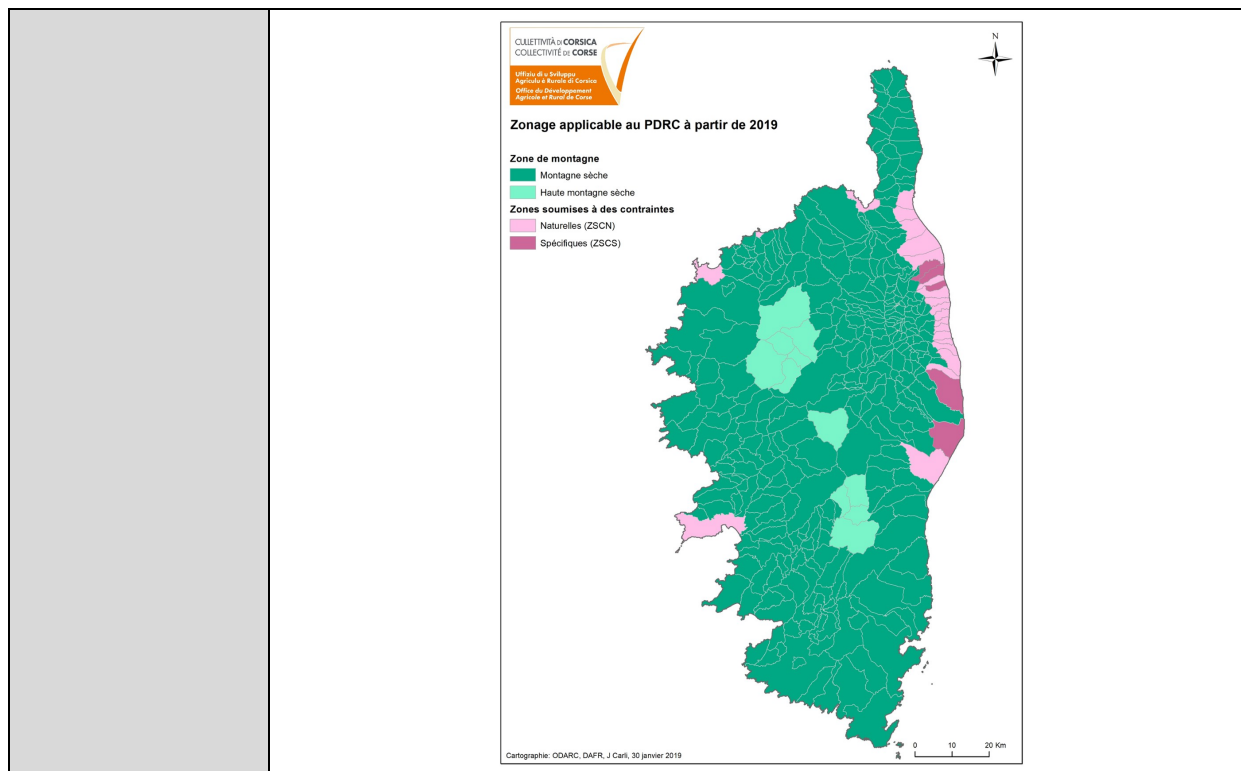 CULLETTIVITÀ DI CORSICA
COLLECTIVITÉ DE CORSE
Uffiziu di u Sviluppu
Agriculu è Rurale di Corsica
Office du Développement
Agricole et Rural de Corse
N
Zonage applicable au PDRC à partir de 2019
Zone de montagne
Montagne sèche
Haute montagne sèche
Zones soumises à des contraintes
Naturelles (ZSCN)
Spécifiques (ZSCS)
Cartographie: ODARC, DAFR, J Carli, 30 janvier 2019
0 10 20 Km